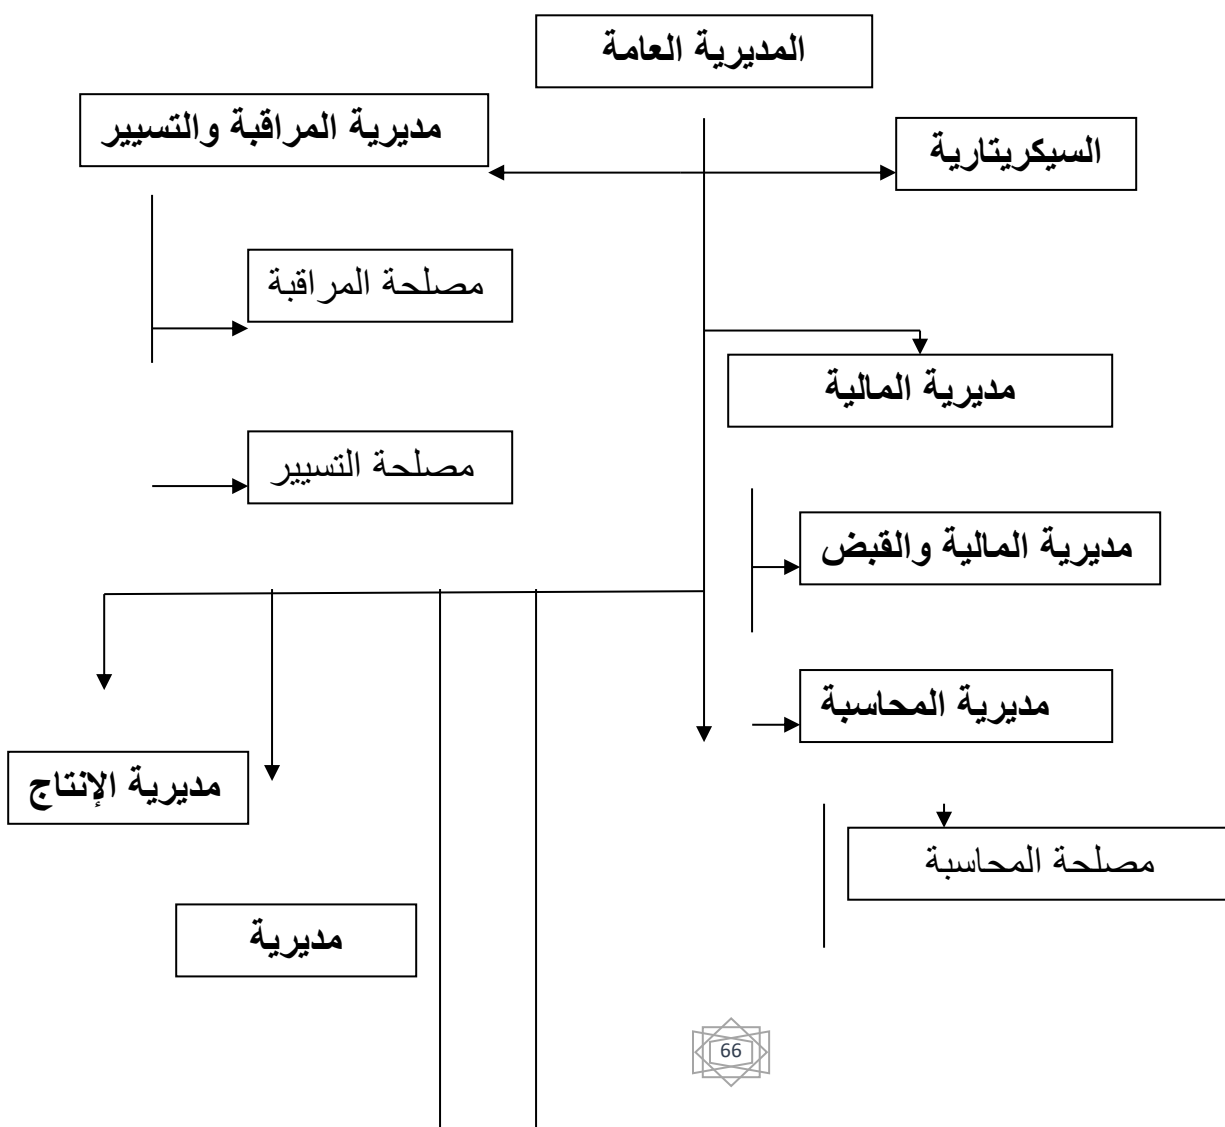 المديرية العامة
مديرية المراقبة والتسيير
السيكريتارية
مصلحة المراقبة
مديرية المالية
مصلحة التسيير
مديرية المالية والقبض
مديرية المحاسبة
مديرية الإنتاج
مصلحة المحاسبة
مديرية
66